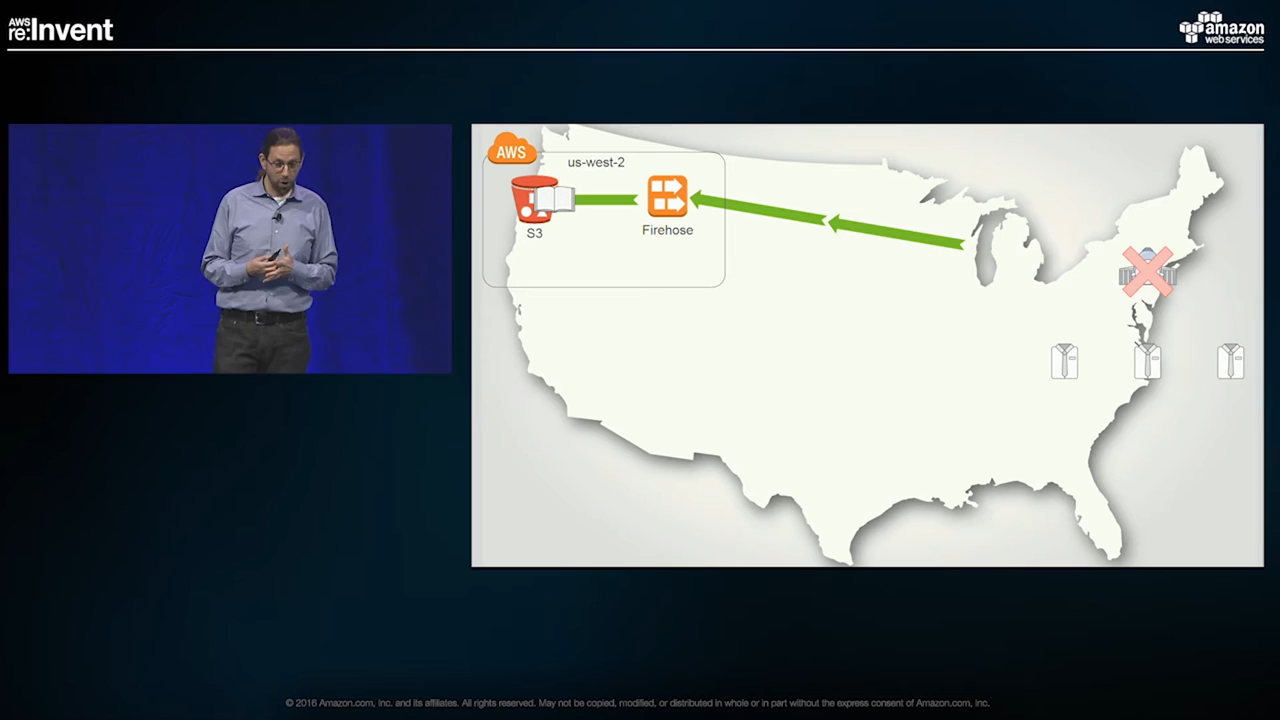 AWS
re:Invent
amazon
web services
AWS
us-west-2
S3
Firehose
© 2016 Amazon.com, Inc. and its affiliates. All rights reserved. May not be copied, modified, or distributed in whole or in part without the express consent of Amazon.com, Inc.